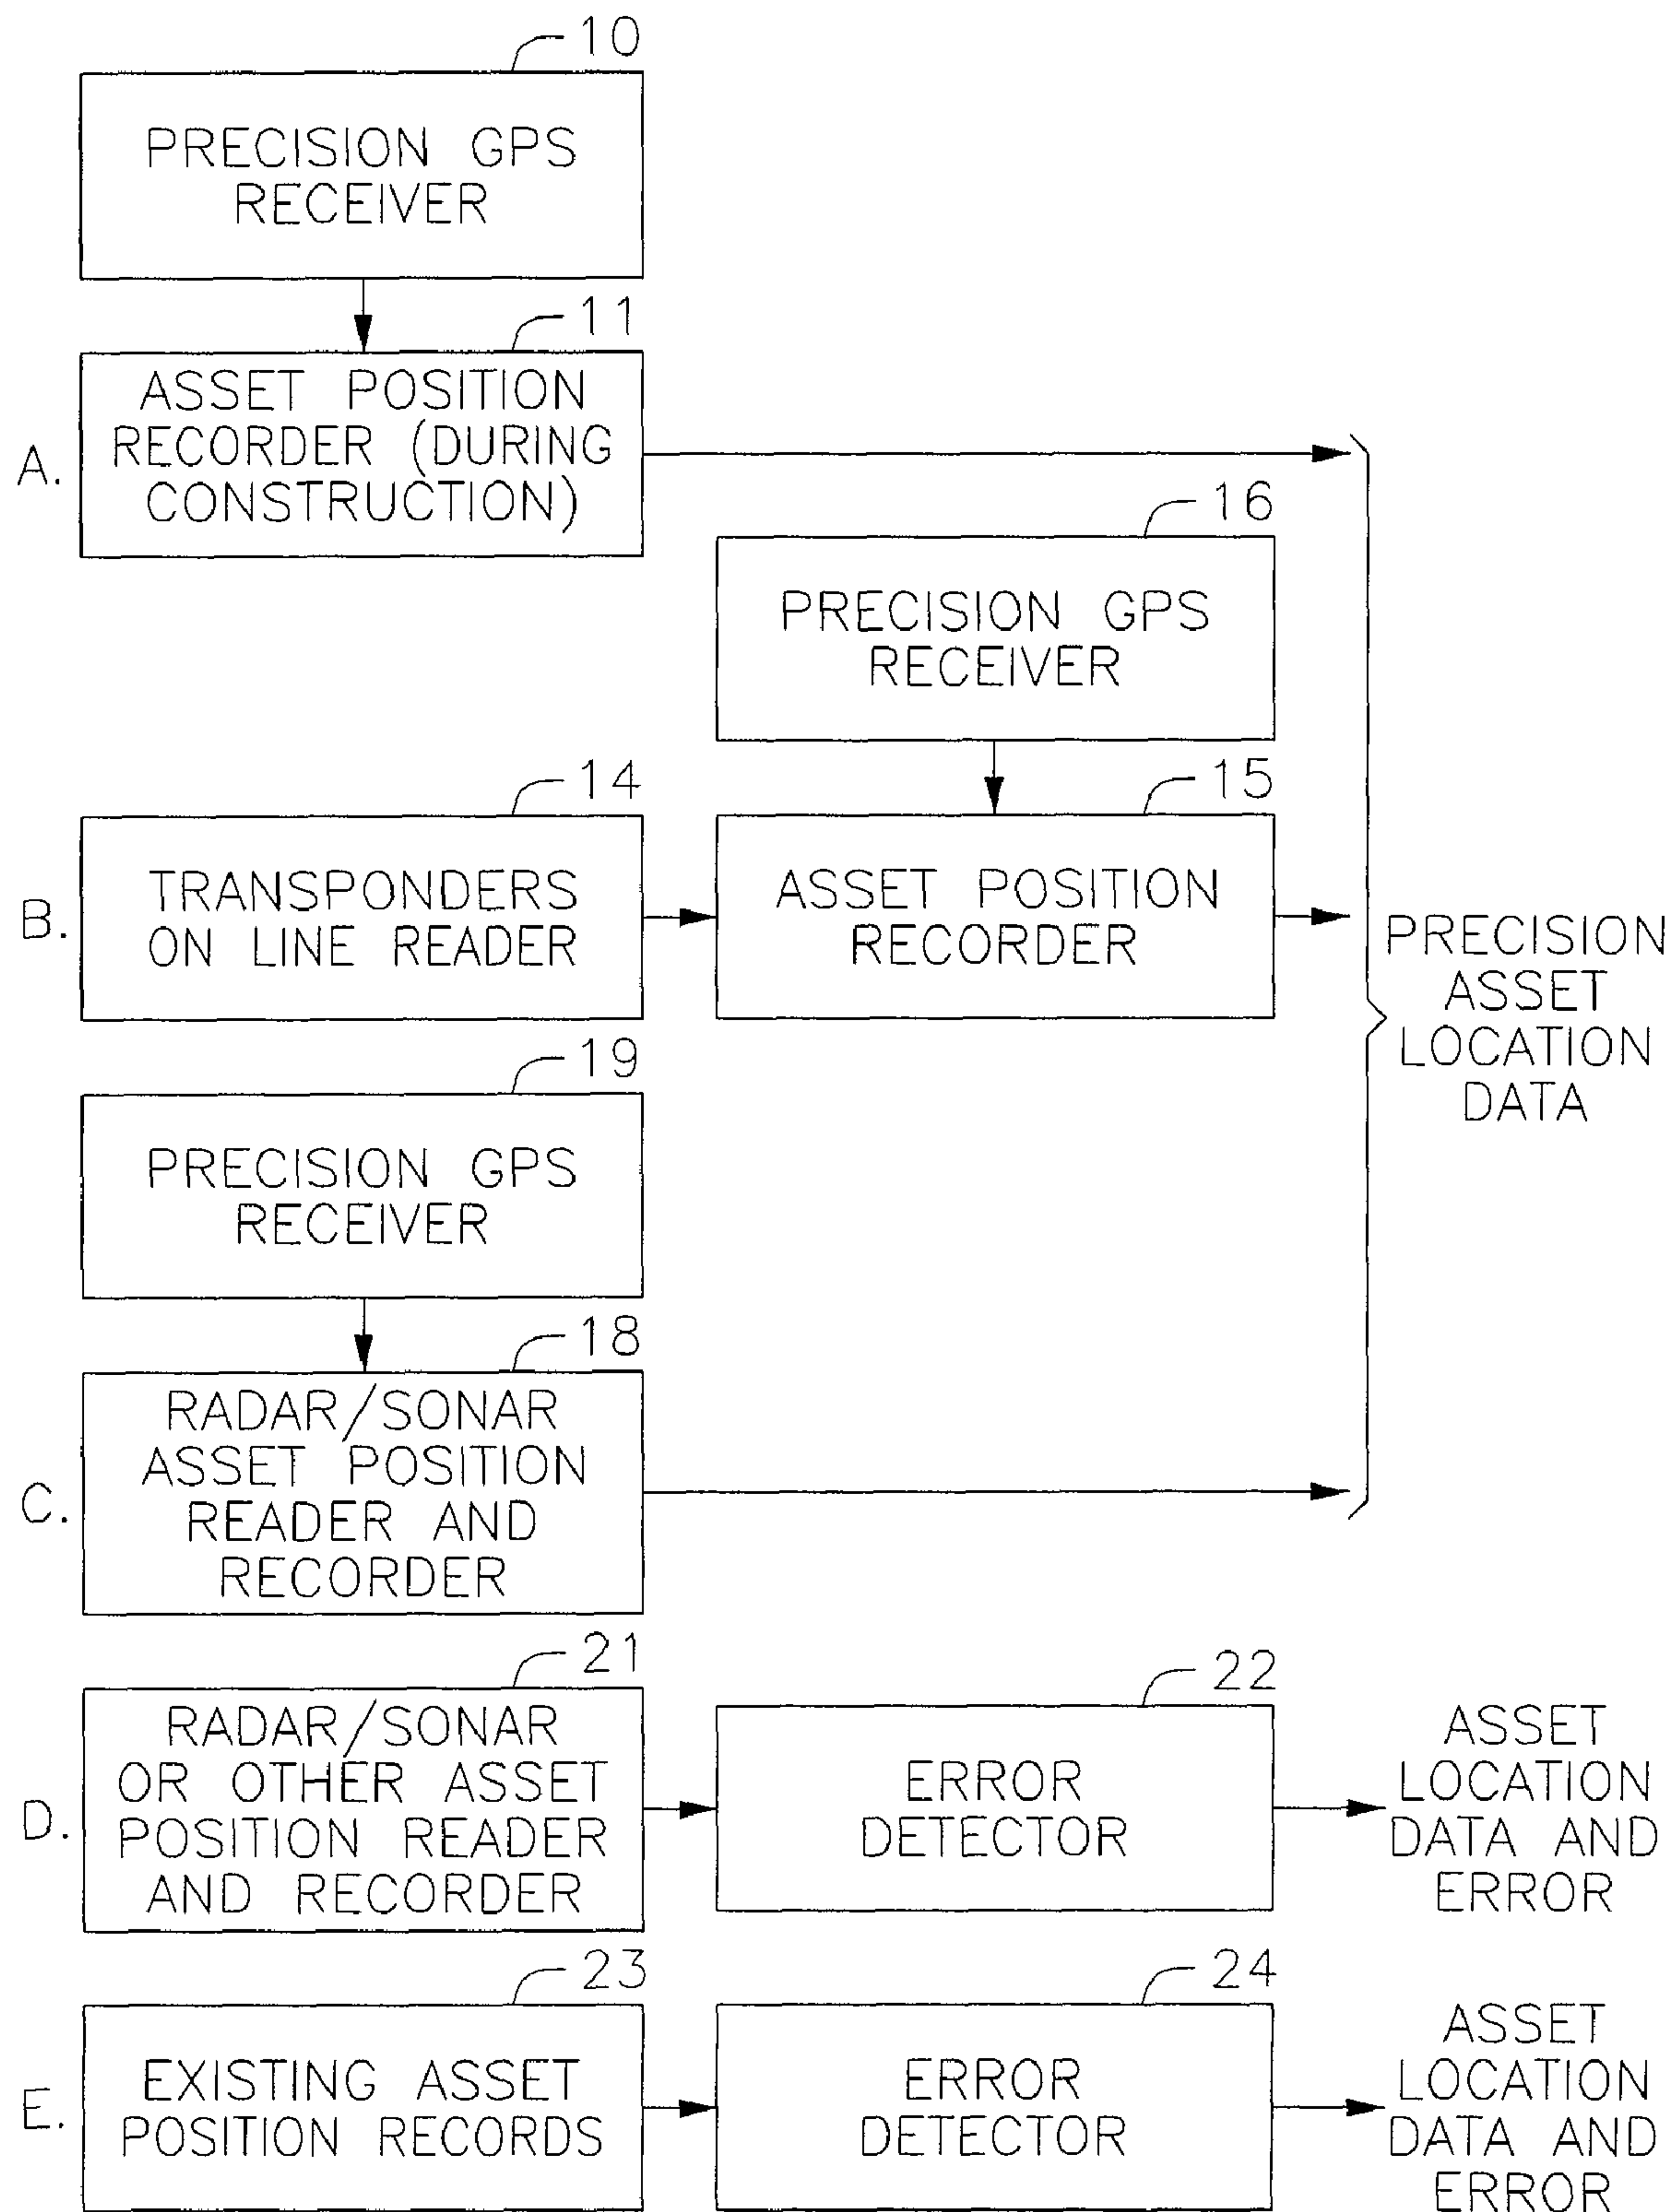 10
PRECISION GPS
RECEIVER
11
A.
ASSET POSITION
RECORDER (DURING
CONSTRUCTION)
16
PRECISION GPS
RECEIVER
14
B.
TRANSPONDERS
ON LINE READER
15
ASSET POSITION
RECORDER
PRECISION
ASSET
LOCATION
DATA
19
PRECISION GPS
RECEIVER
18
C.
RADAR/SONAR
ASSET POSITION
READER AND
RECORDER
21
D.
RADAR/SONAR
OR OTHER ASSET
POSITION READER
AND RECORDER
22
ERROR
DETECTOR
ASSET
LOCATION
DATA AND
ERROR
23
E.
EXISTING ASSET
POSITION RECORDS
24
ERROR
DETECTOR
ASSET
LOCATION
DATA AND
ERROR